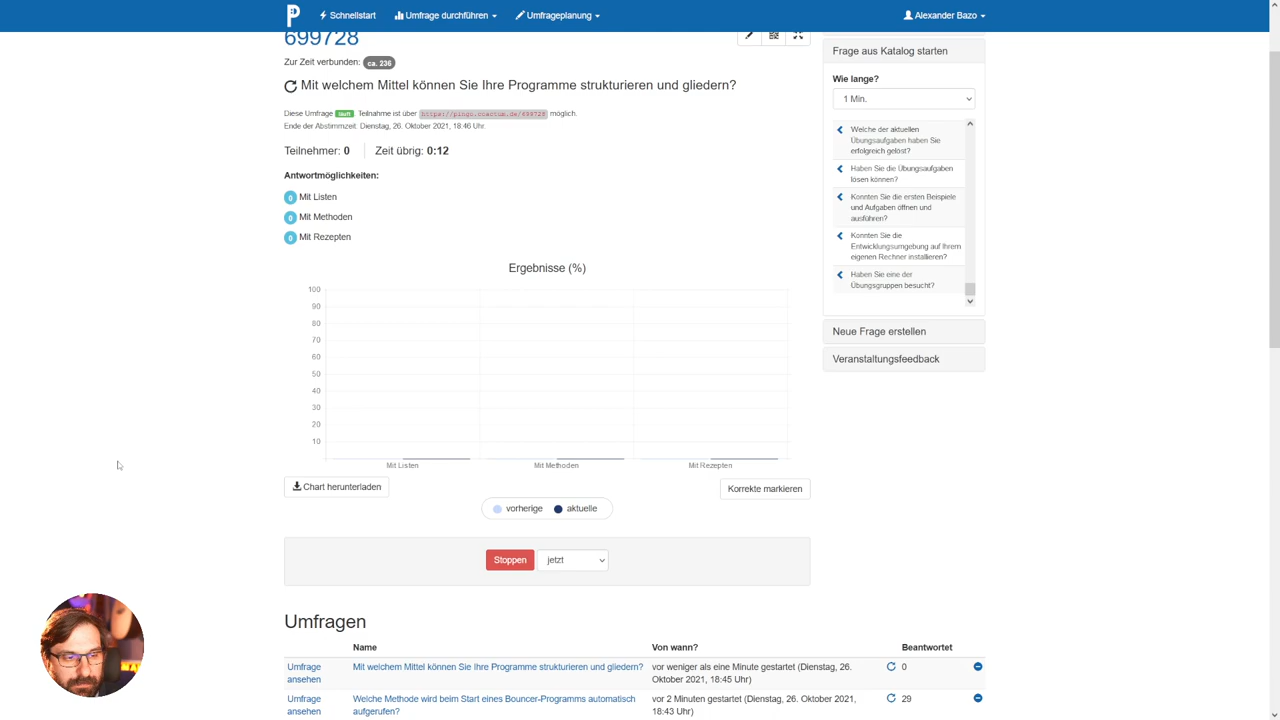 Schnellstart
Umfrage durchführen
Umfrageplanung
Alexander Bazo
699728
Zur Zeit verbunden: ca. 236
Mit welchem Mittel können Sie Ihre Programme strukturieren und gliedern?
Diese Umfrage läuft Teilnahme ist über https://pingo.coactum.de/699728 möglich.
Ende der Abstimmzeit: Dienstag, 26. Oktober 2021, 18:46 Uhr.
Teilnehmer: 0
Zeit übrig: 0:12
Antwortmöglichkeiten:
0 Mit Listen
0 Mit Methoden
0 Mit Rezepten
Ergebnisse (%)
100
90
80
70
60
50
40
30
20
10
Mit Listen
Mit Methoden
Mit Rezepten
Chart herunterladen
Korrekte markieren
vorherige
aktuelle
Stoppen
jetzt
Frage aus Katalog starten
Wie lange?
1 Min.
Welche der aktuellen
Übungsaufgaben haben Sie
erfolgreich gelöst?
Haben Sie die Übungsaufgaben
lösen können?
Konnten Sie die ersten Beispiele
und Aufgaben öffnen und
ausführen?
Konnten Sie die
Entwicklungsumgebung auf Ihrem
eigenen Rechner installieren?
Haben Sie eine der
Übungsgruppen besucht?
Neue Frage erstellen
Veranstaltungsfeedback
Umfragen
Name
Von wann?
Beantwortet
Umfrage
ansehen
Mit welchem Mittel können Sie Ihre Programme strukturieren und gliedern?
vor weniger als eine Minute gestartet (Dienstag, 26.
Oktober 2021, 18:45 Uhr)
0
Umfrage
ansehen
Welche Methode wird beim Start eines Bouncer-Programms automatisch
aufgerufen?
vor 2 Minuten gestartet (Dienstag, 26. Oktober 2021,
18:43 Uhr)
29